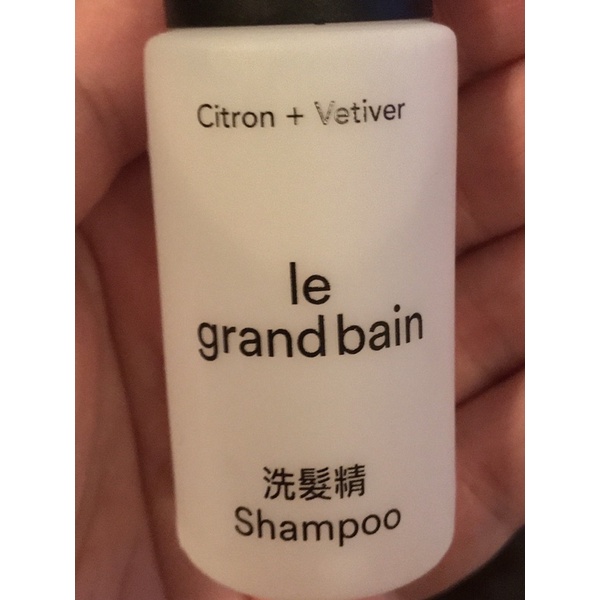 Citron + Vetiver
le
grand bain
洗髮精
Shampoo